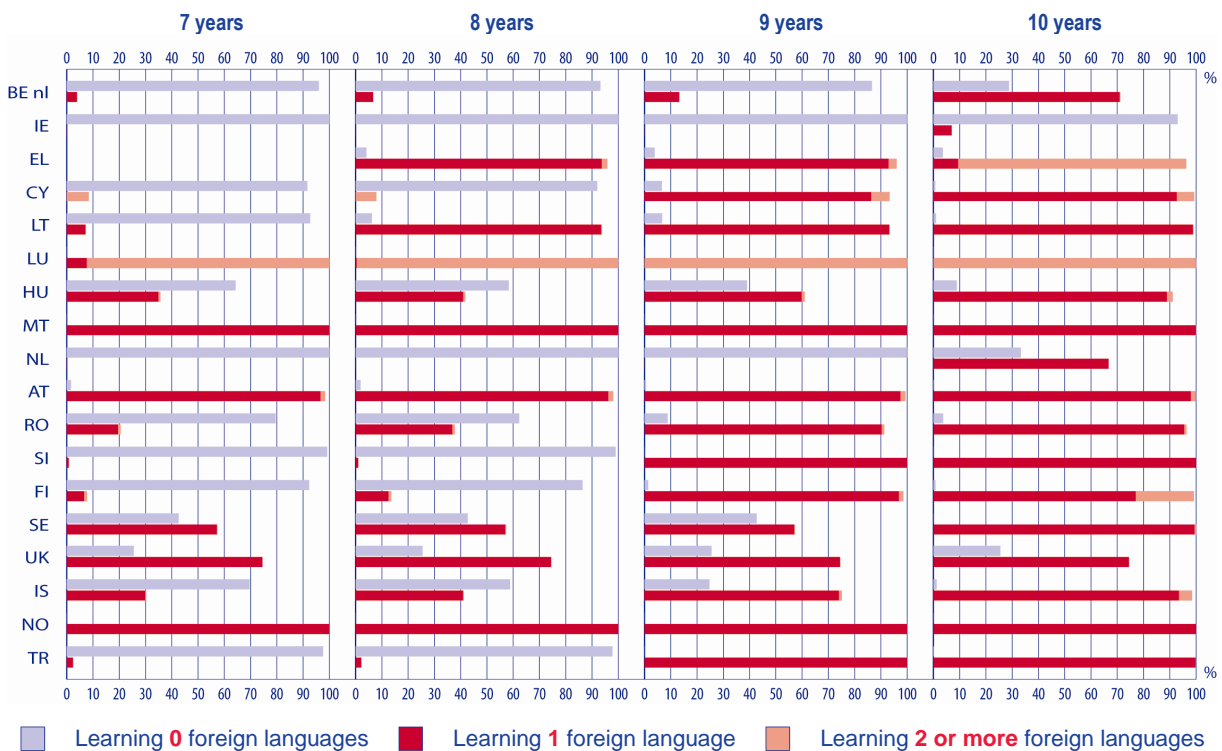 7 years 8 years 9 years 10 years
0 10 20 30 40 50 60 70 80 90 100 0 10 20 30 40 50 60 70 80 90 100 0 10 20 30 40 50 60 70 80 90 100 0 10 20 30 40 50 60 70 80 90 100
%
BE nl
IE
EL
CY
LT
LU
HU
MT
NL
AT
RO
SI
FI
SE
UK
IS
NO
TR
%
0 10 20 30 40 50 60 70 80 90 100 0 10 20 30 40 50 60 70 80 90 100 0 10 20 30 40 50 60 70 80 90 100 0 10 20 30 40 50 60 70 80 90 100
Learning 0 foreign languages Learning 1 foreign language Learning 2 or more foreign languages